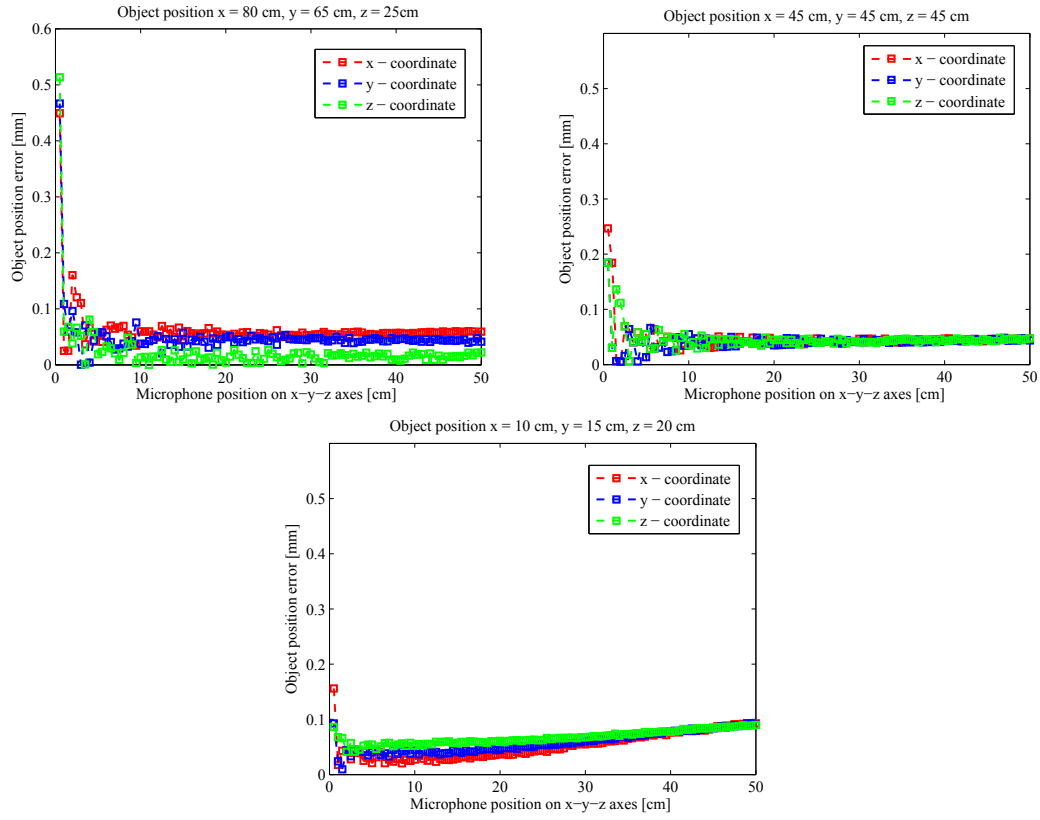 Object position x = 80 cm, y = 65 cm, z = 25cm
0.6
0.5
0.4
0.3
0.2
0.1
0
Object position error [mm]
x − coordinate
y − coordinate
z − coordinate
0 10 20 30 40 50
Microphone position on x−y−z axes [cm]
Object position x = 45 cm, y = 45 cm, z = 45 cm
0.5
0.4
0.3
0.2
0.1
0
Object position error [mm]
x − coordinate
y − coordinate
z − coordinate
0 10 20 30 40 50
Microphone position on x−y−z axes [cm]
Object position x = 10 cm, y = 15 cm, z = 20 cm
0.5
0.4
0.3
0.2
0.1
0
Object position error [mm]
x − coordinate
y − coordinate
z − coordinate
0 10 20 30 40 50
Microphone position on x−y−z axes [cm]